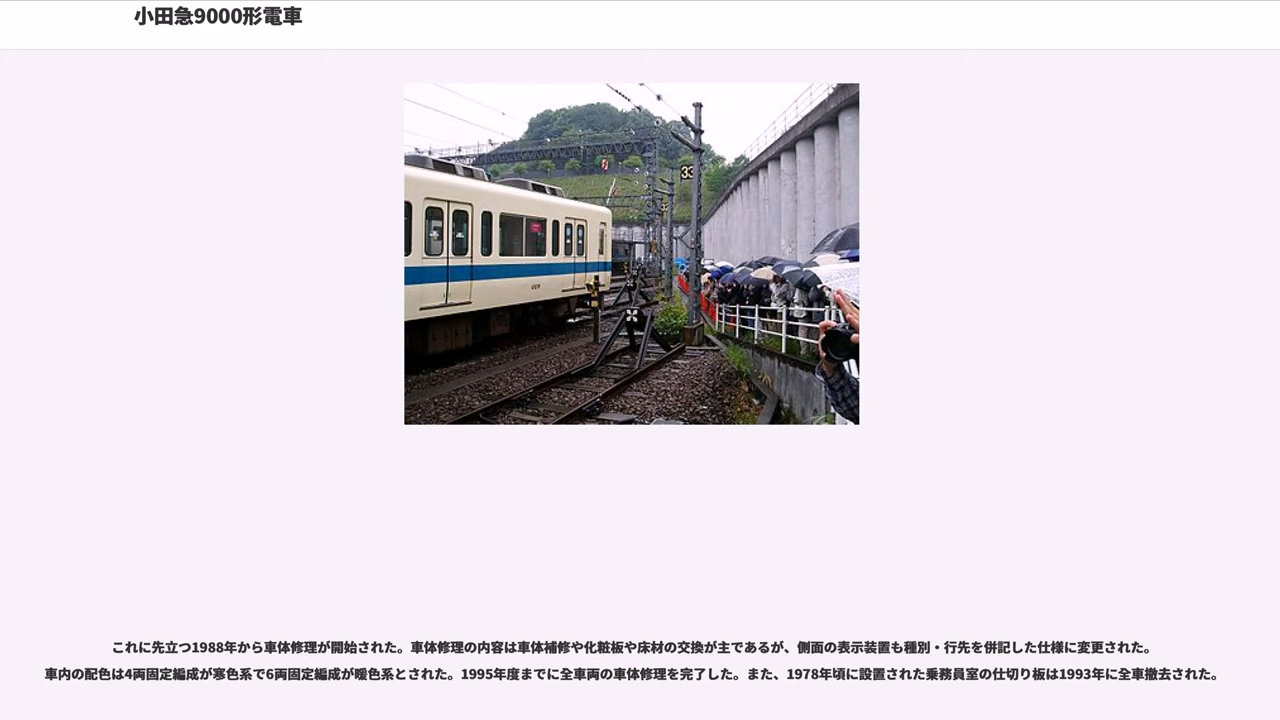 小田急9000形電車
33
これに先立つ1988年から車体修理が開始された。車体修理の内容は車体補修や化粧板や床材の交換が主であるが、側面の表示装置も種別・行先を併記した仕様に変更された。
車内の配色は4両固定編成が寒色系で6両固定編成が暖色系とされた。1995年度までに全車両の車体修理を完了した。また、1978年頃に設置された乗務員室の仕切り板は1993年に全車撤去された。